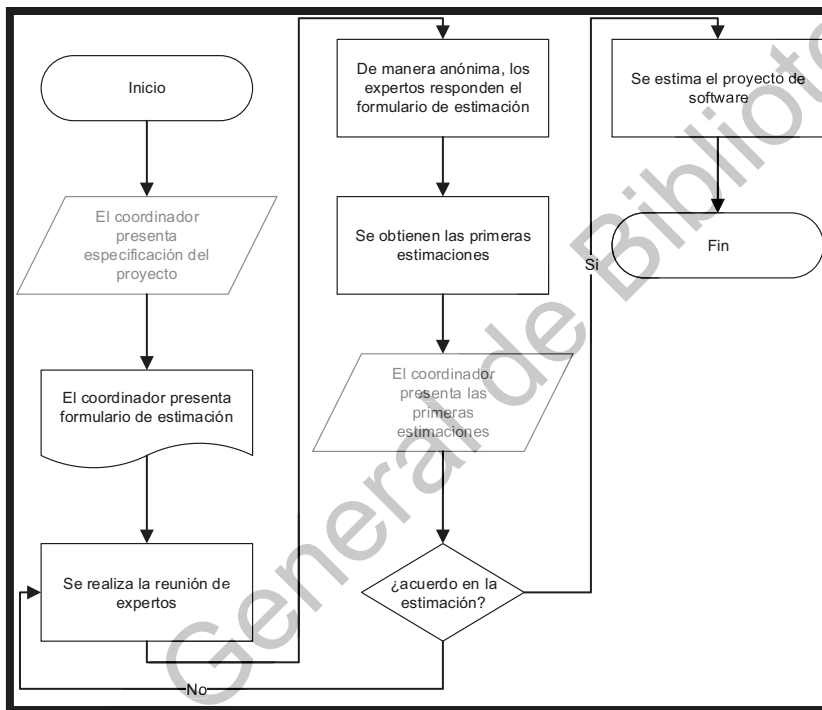 Inicio
El coordinador
presenta
especificación del
proyecto
El coordinador presenta
formulario de estimación
Se realiza la reunión de
expertos
De manera anónima, los
expertos responden el
formulario de estimación
Se obtienen las primeras
estimaciones
El coordinador
presenta las
primeras
estimaciones
¿acuerdo en la
estimación?
No
Si
Se estima el proyecto de
software
Fin
General de Bibliote